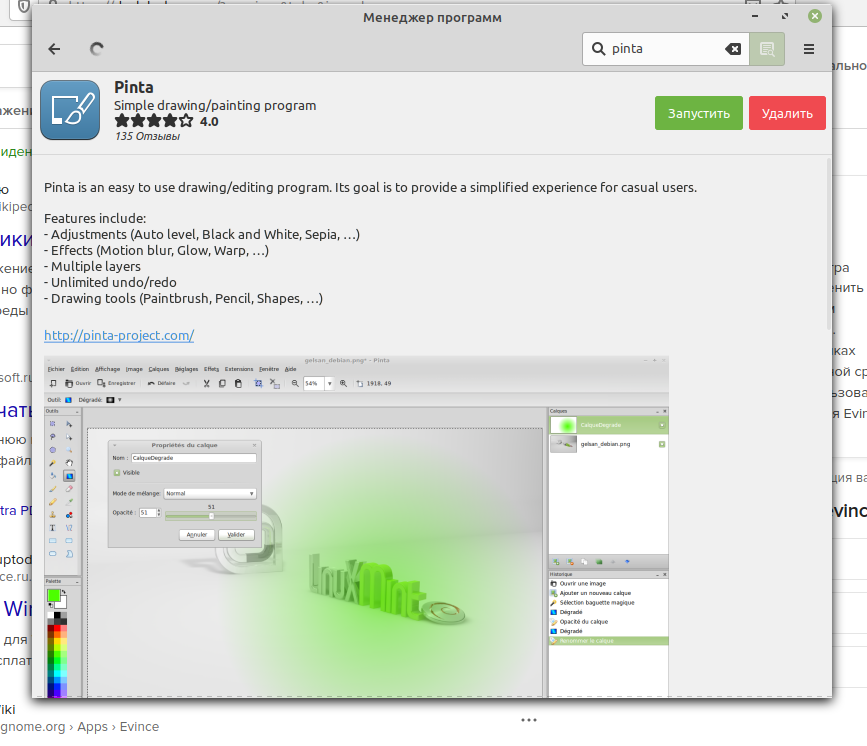 Менеджер программ
pinta
Pinta
Simple drawing/painting program
4.0
135 Отзывы
Запустить
Удалить
Pinta is an easy to use drawing/editing program. Its goal is to provide a simplified experience for casual users.
Features include:
- Adjustments (Auto level, Black and White, Sepia, …)
- Effects (Motion blur, Glow, Warp, …)
- Multiple layers
- Unlimited undo/redo
- Drawing tools (Paintbrush, Pencil, Shapes, …)
http://pinta-project.com/
gelsan_debian.png* - Pinta
Fichier Édition Affichage Image Calques Réglages Effets Extensions Fenêtre Aide
Ouvrir Enregistrer Défaire 54% 1918, 49
Outil: Dégradé:
Outils
Calques
CalqueDegrade
gelsan_debian.png
Propriétés du calque
Nom : CalqueDegrade
Visible
Mode de mélange: Normal
51
Opacité : 51
Annuler Valider
LinuxMint
Palette
Historique
Ouvrir une image
Ajouter un nouveau calque
Sélection baguette magique
Dégradé
Opacité du calque
Dégradé
Renommer le calque
gnome.org › Apps › Evince